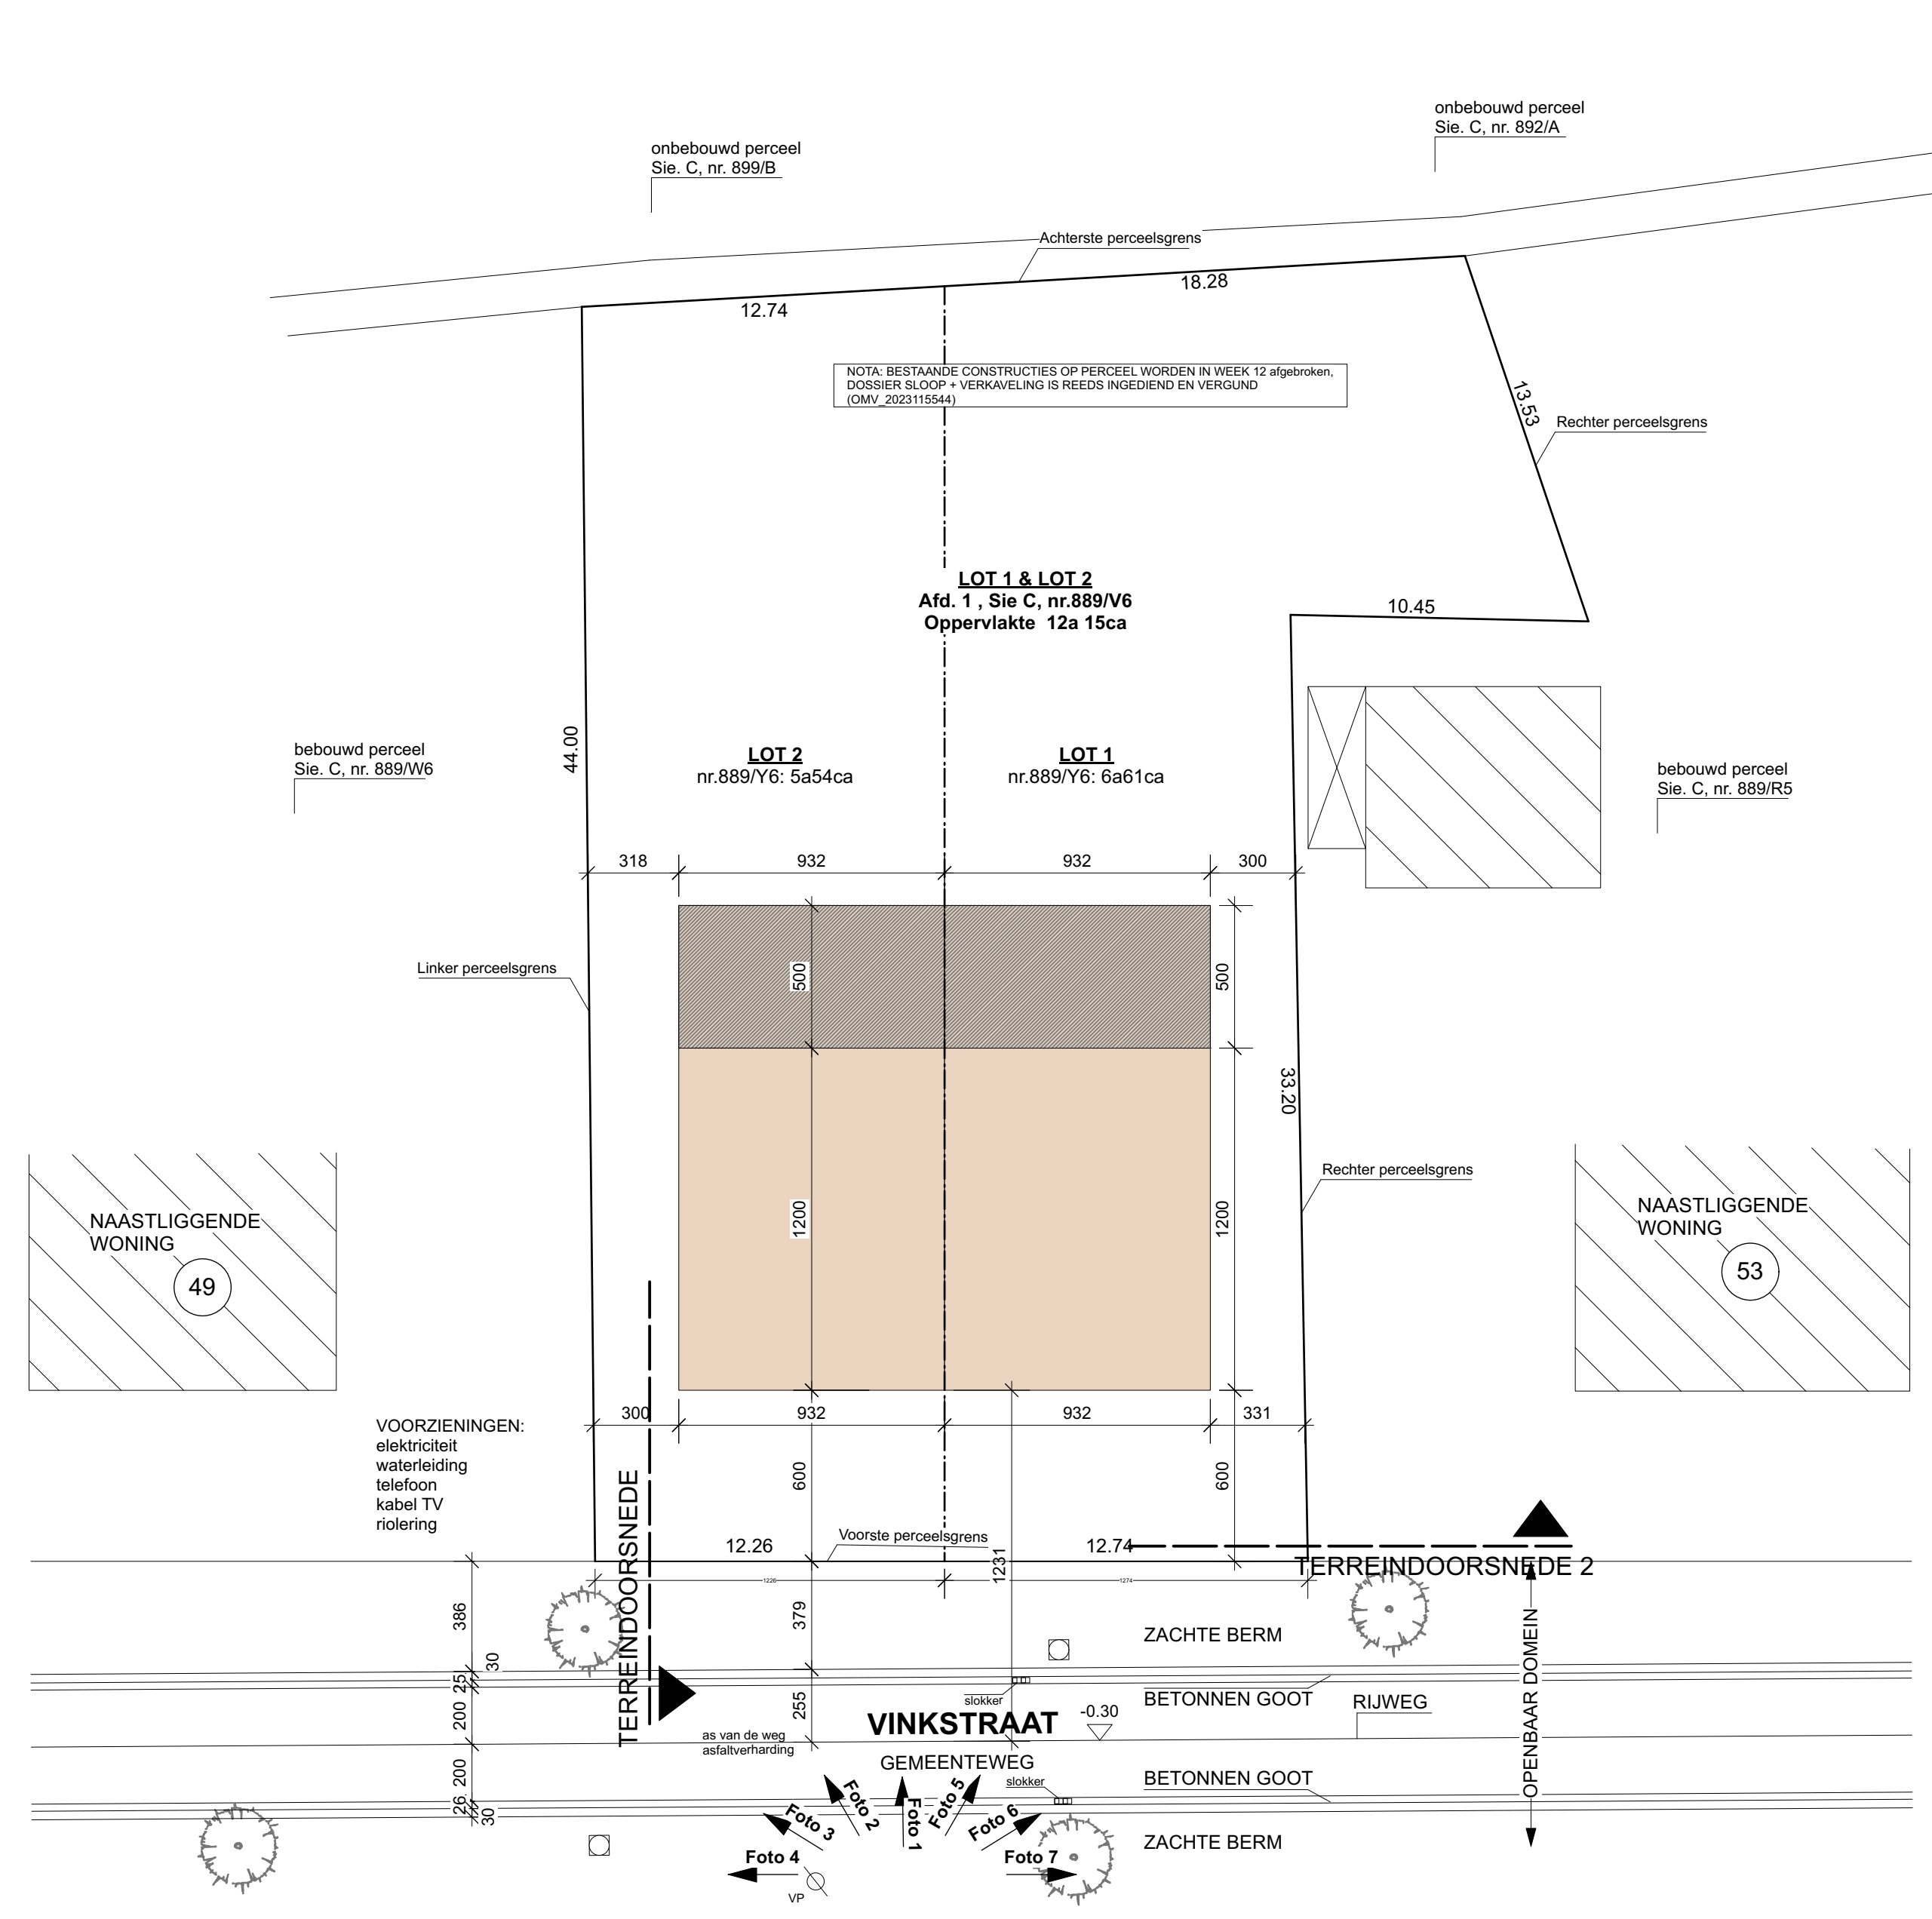 onbebouwd perceel
Sie. C, nr. 892/A
onbebouwd perceel
Sie. C, nr. 899/B
Achterste perceelsgrens
18.28
12.74
NOTA: BESTAANDE CONSTRUCTIES OP PERCEEL WORDEN IN WEEK 12 afgebroken,
DOSSIER SLOOP + VERKAVELING IS REEDS INGEDIEND EN VERGUND
(OMV_2023115544)
13.53
Rechter perceelsgrens
LOT 1 & LOT 2
Afd. 1 , Sie C, nr.889/V6
Oppervlakte 12a 15ca
10.45
44.00
bebouwd perceel
Sie. C, nr. 889/W6
LOT 2
nr.889/Y6: 5a54ca
LOT 1
nr.889/Y6: 6a61ca
bebouwd perceel
Sie. C, nr. 889/R5
318
932
932
300
Linker perceelsgrens
500
500
33.20
Rechter perceelsgrens
1200
1200
NAASTLIGGENDE
WONING
49
NAASTLIGGENDE
WONING
53
300
932
932
331
VOORZIENINGEN:
elektriciteit
waterleiding
telefoon
kabel TV
riolering
600
600
TERREINDOORSNEDE
12.26
Voorste perceelsgrens
12.74
1231
TERREINDOORSNEDE 2
1226
1274
386
30
25
200
200
26
30
379
255
ZACHTE BERM
slokker
BETONNEN GOOT
RIJWEG
OPENBAAR DOMEIN
VINKSTRAAT
-0.30
as van de weg
asfaltverharding
GEMEENTEWEG
slokker
BETONNEN GOOT
ZACHTE BERM
Foto 4
Foto 3
Foto 2
Foto 1
Foto 5
Foto 6
Foto 7
VP